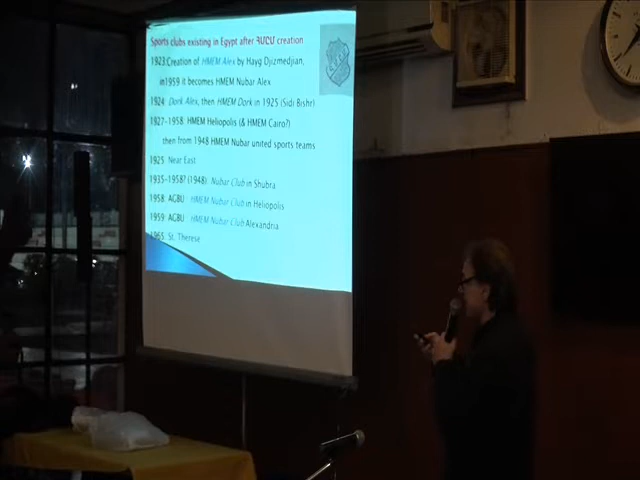 Sports clubs existing in Egypt after ՀՄԸՄ creation
1923:Creation of HMEM Alex by Hayg Djizmedjian,
in1959 it becomes HMEM Nubar Alex
1924: Dork Alex, then HMEM Dork in 1925 (Sidi Bishr)
1927-1958: HMEM Heliopolis (& HMEM Cairo?)
then from 1948 HMEM Nubar united sports teams
1925: Near East
1935-1958? (1948): Nubar Club in Shubra
1958: AGBU : HMEM Nubar Club in Heliopolis
1959: AGBU : HMEM Nubar Club Alexandria
1965: St. Therese